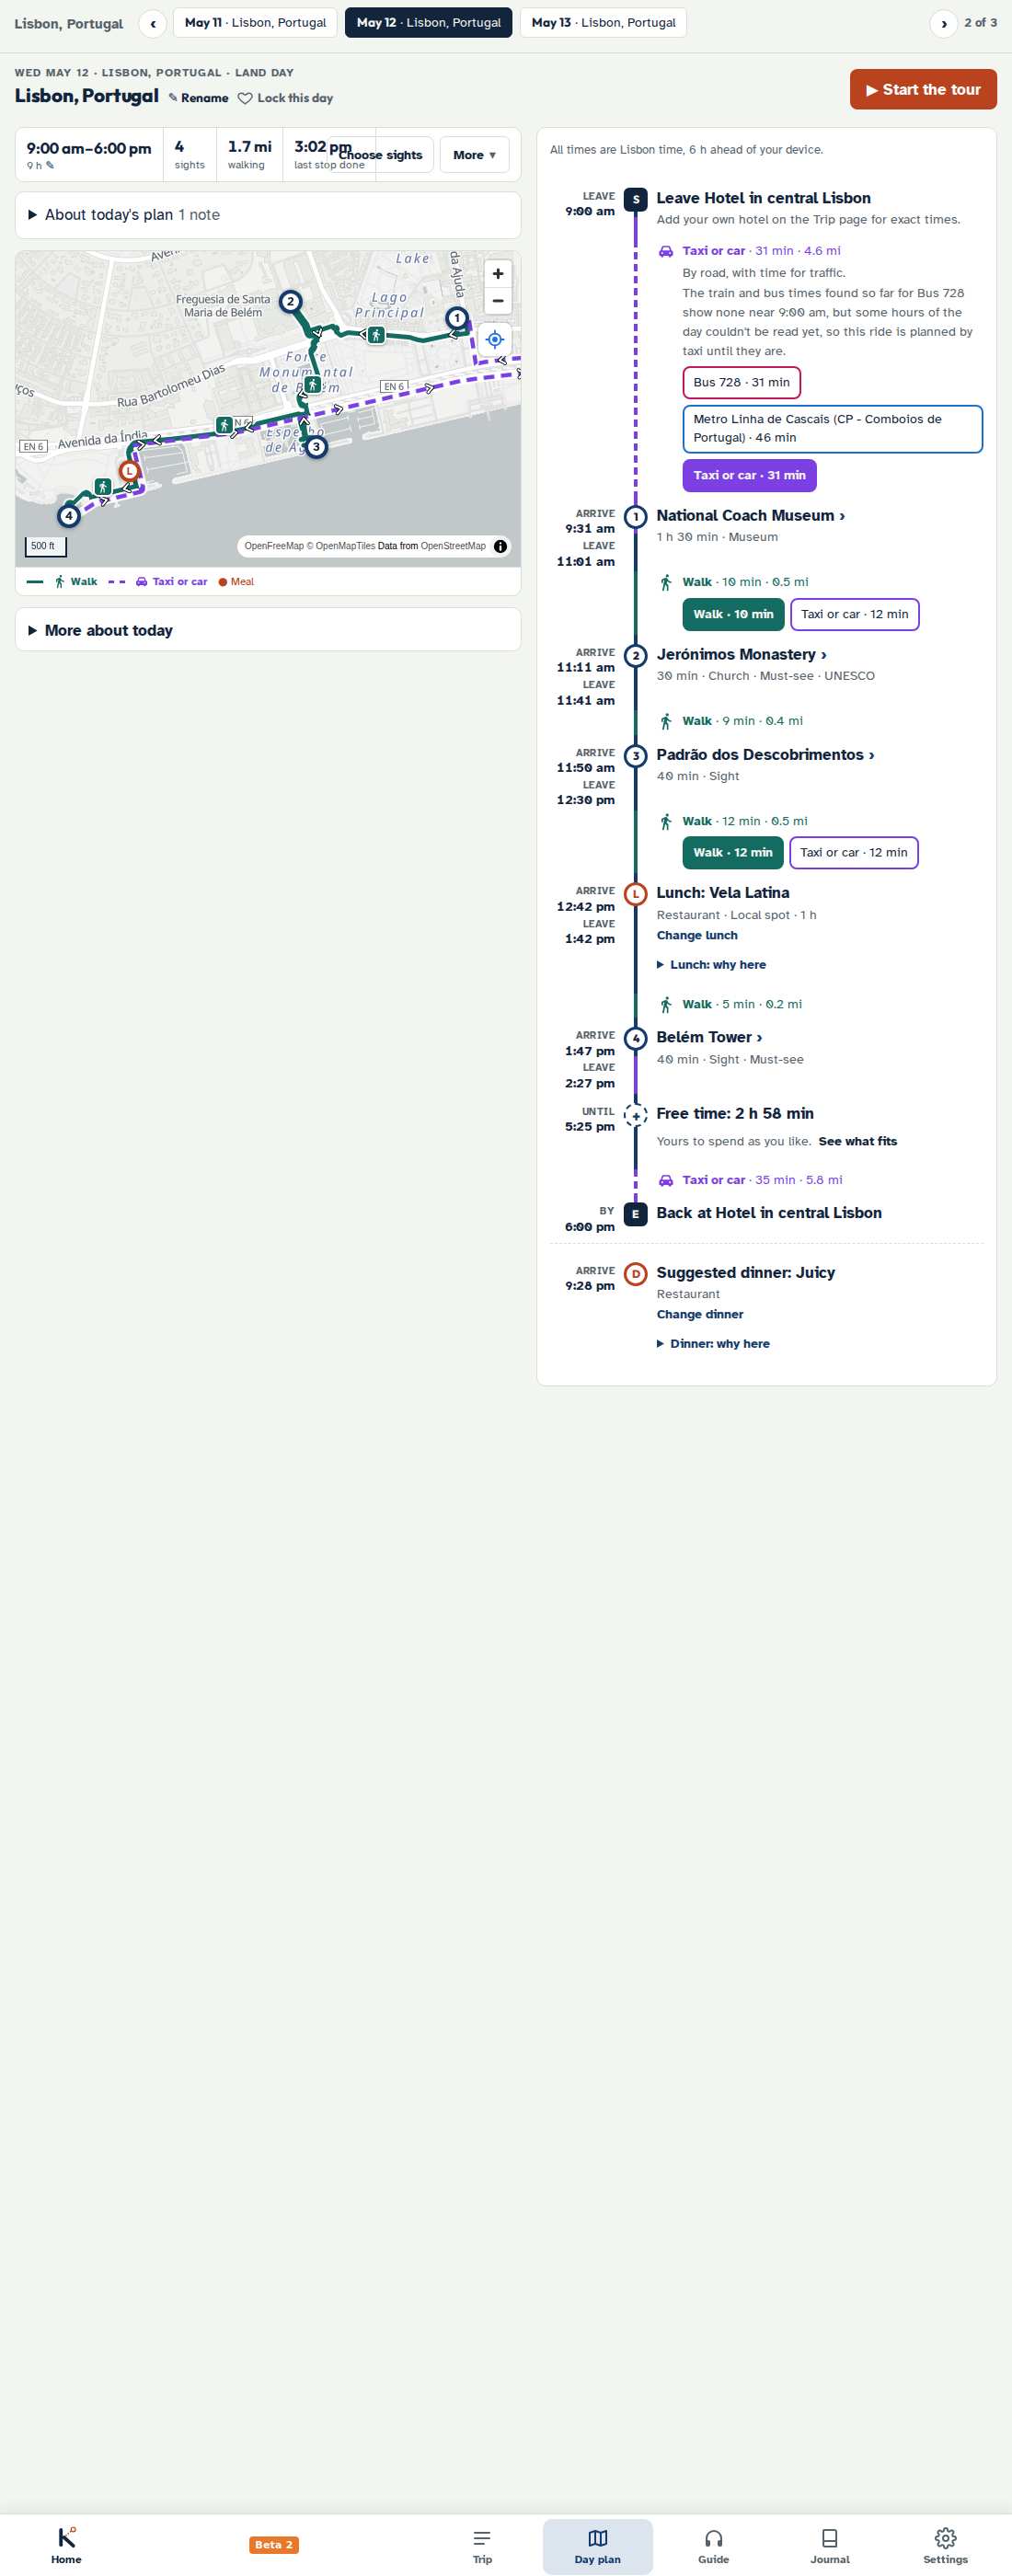 Lisbon, Portugal
‹
May 11 · Lisbon, Portugal
May 12 · Lisbon, Portugal
May 13 · Lisbon, Portugal
›
2 of 3
WED MAY 12 · LISBON, PORTUGAL · LAND DAY
Lisbon, Portugal
✎ Rename
Lock this day
▶ Start the tour
9:00 am–6:00 pm
9 h ✎
4
sights
1.7 mi
walking
3:02 pm
last stop done
Choose sights
More ▼
▶ About today's plan 1 note
Lake
da Ajuda
Freguesia de Santa
Maria de Belém
2
Lago
Principal
1
+
−
Monumental
de Belém
EN 6
Rua Bartolomeu Dias
EN 6
Avenida da Índia
3
L
4
500 ft
OpenFreeMap © OpenMapTiles Data from OpenStreetMap
Walk
Taxi or car
Meal
▶ More about today
All times are Lisbon time, 6 h ahead of your device.
LEAVE
9:00 am
S
Leave Hotel in central Lisbon
Add your own hotel on the Trip page for exact times.
Taxi or car · 31 min · 4.6 mi
By road, with time for traffic.
The train and bus times found so far for Bus 728
show none near 9:00 am, but some hours of the
day couldn't be read yet, so this ride is planned by
taxi until they are.
Bus 728 · 31 min
Metro Linha de Cascais (CP - Comboios de
Portugal) · 46 min
Taxi or car · 31 min
ARRIVE
9:31 am
LEAVE
11:01 am
1
National Coach Museum ›
1 h 30 min · Museum
Walk · 10 min · 0.5 mi
Walk · 10 min
Taxi or car · 12 min
ARRIVE
11:11 am
LEAVE
11:41 am
2
Jerónimos Monastery ›
30 min · Church · Must-see · UNESCO
Walk · 9 min · 0.4 mi
ARRIVE
11:50 am
LEAVE
12:30 pm
3
Padrão dos Descobrimentos ›
40 min · Sight
Walk · 12 min · 0.5 mi
Walk · 12 min
Taxi or car · 12 min
ARRIVE
12:42 pm
LEAVE
1:42 pm
L
Lunch: Vela Latina
Restaurant · Local spot · 1 h
Change lunch
▶ Lunch: why here
Walk · 5 min · 0.2 mi
ARRIVE
1:47 pm
LEAVE
2:27 pm
4
Belém Tower ›
40 min · Sight · Must-see
UNTIL
5:25 pm
+
Free time: 2 h 58 min
Yours to spend as you like. See what fits
Taxi or car · 35 min · 5.8 mi
BY
6:00 pm
E
Back at Hotel in central Lisbon
ARRIVE
9:28 pm
D
Suggested dinner: Juicy
Restaurant
Change dinner
▶ Dinner: why here
Home
Beta 2
Trip
Day plan
Guide
Journal
Settings